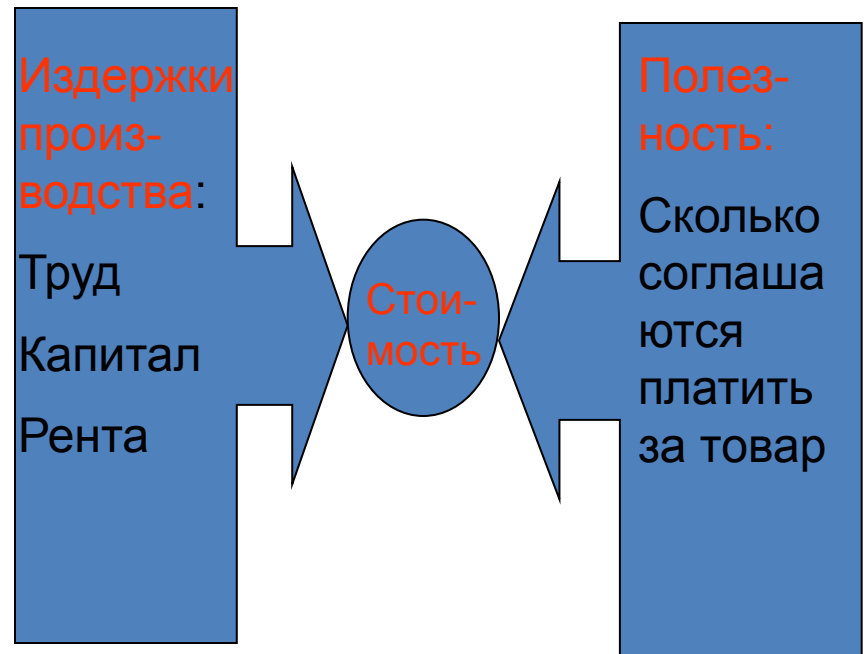 Издержки
произ-
водства:
Труд
Капитал
Рента
Стои-
мость
Полез-
ность:
Сколько
соглаша
ются
платить
за товар